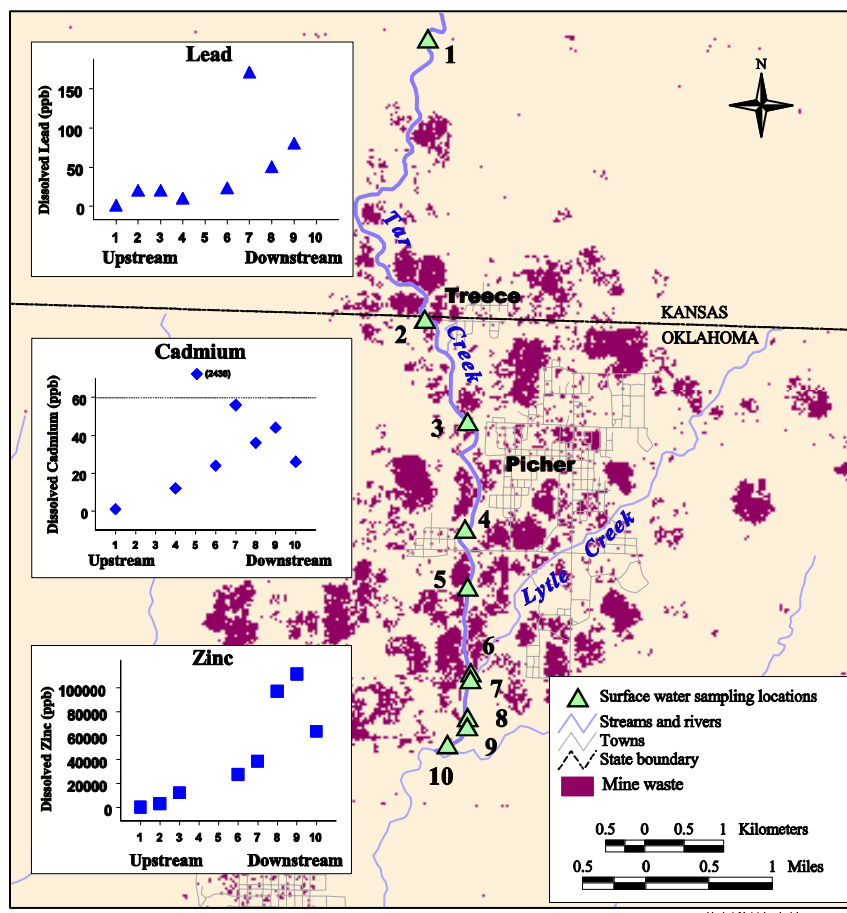 Lead
Dissolved Lead (ppb)
150
100
50
0
1 2 3 4 5 6 7 8 9 10
Upstream Downstream
Cadmium
(2436)
Dissolved Cadmium (ppb)
60
40
20
0
1 2 3 4 5 6 7 8 9 10
Upstream Downstream
Zinc
Dissolved Zinc (ppb)
100000
80000
60000
40000
20000
0
1 2 3 4 5 6 7 8 9 10
Upstream Downstream
N
1
Tar
Treece
KANSAS
2
OKLAHOMA
Creek
3
Picher
4
Lytle Creek
5
6
7
8
9
10
Surface water sampling locations
Streams and rivers
Towns
State boundary
Mine waste
0.5 0 0.5 1 Kilometers
0.5 0 0.5 1 Miles